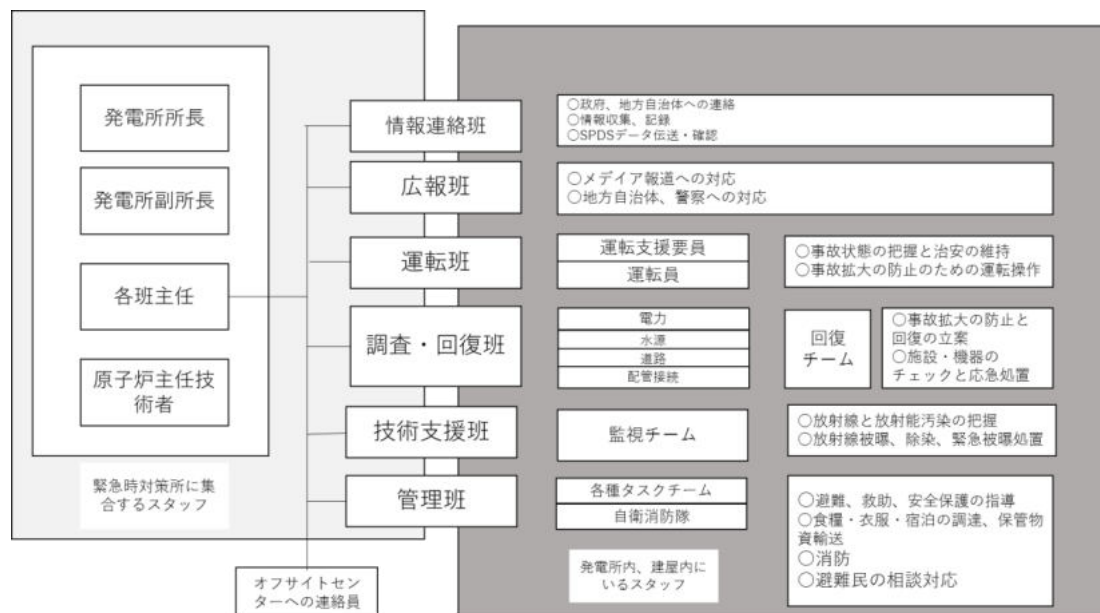 発電所所長
発電所副所長
各班主任
原子炉主任技
術者
緊急時対策所に集
合するスタッフ
情報連絡班
○政府、地方自治体への連絡
○情報収集、記録
○SPDSデータ伝送・確認
広報班
○メデイア報道への対応
○地方自治体、警察への対応
運転班
運転支援要員
運転員
○事故状態の把握と治安の維持
○事故拡大の防止のための運転操作
調査・回復班
電力
水源
道路
配管接続
回復
チーム
○事故拡大の防止と
回復の立案
○施設・機器の
チェックと応急処置
技術支援班
監視チーム
○放射線と放射能汚染の把握
○放射線被曝、除染、緊急被曝処置
管理班
各種タスクチーム
自衛消防隊
○避難、救助、安全保護の指導
○食糧・衣服・宿泊の調達、保管物
資輸送
○消防
○避難民の相談対応
発電所内、建屋内に
いるスタッフ
オフサイトセン
ターへの連絡員